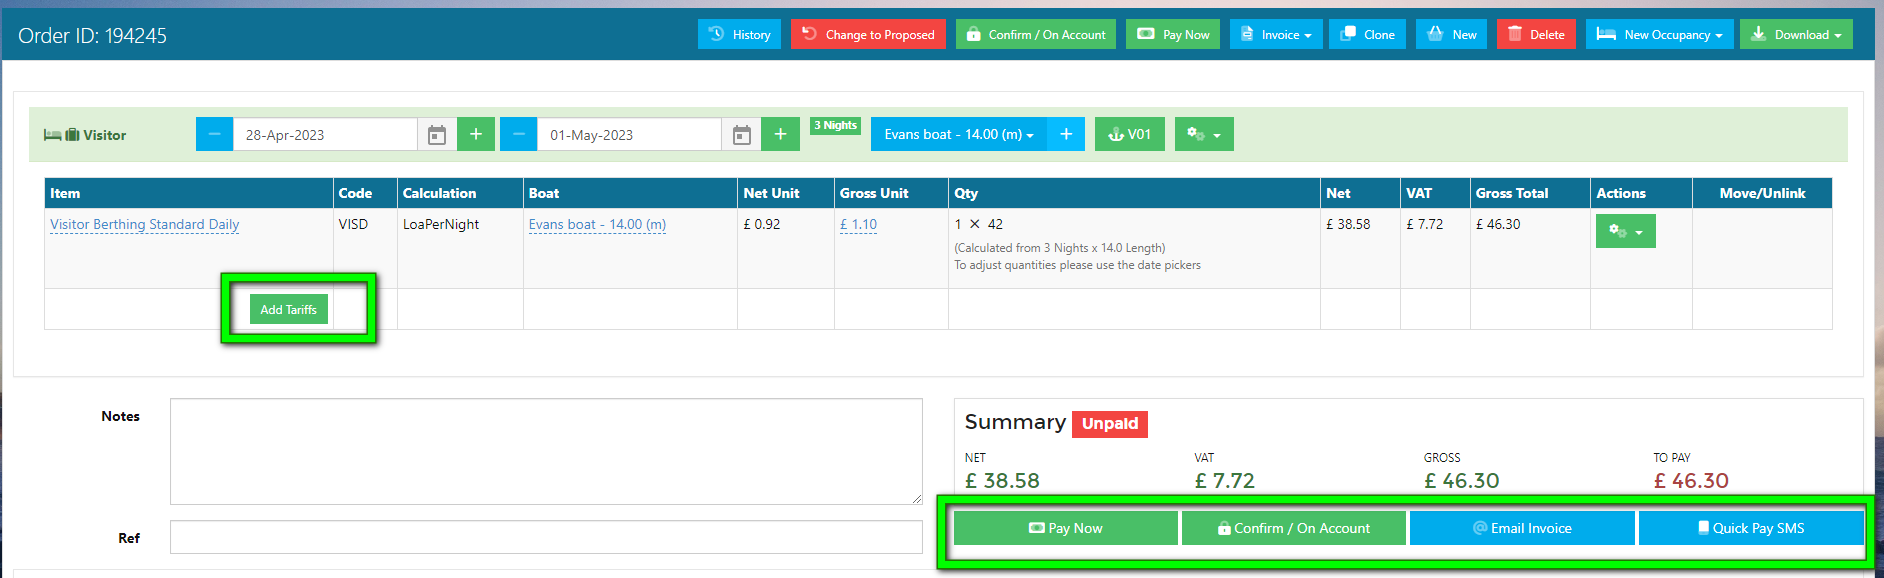 Order ID: 194245
History
Change to Proposed
Confirm / On Account
Pay Now
Invoice
Clone
New
Delete
New Occupancy
Download
Visitor
28-Apr-2023
01-May-2023
3 Nights
Evans boat - 14.00 (m)
V01
Item Code Calculation Boat Net Unit Gross Unit Qty Net VAT Gross Total Actions Move/Unlink
Visitor Berthing Standard Daily VISD LoaPerNight Evans boat - 14.00 (m) £ 0.92 £ 1.10 1 × 42 £ 38.58 £ 7.72 £ 46.30
(Calculated from 3 Nights x 14.0 Length)
To adjust quantities please use the date pickers
Add Tariffs
Notes
Ref
Summary Unpaid
NET VAT GROSS TO PAY
£ 38.58 £ 7.72 £ 46.30 £ 46.30
Pay Now
Confirm / On Account
Email Invoice
Quick Pay SMS